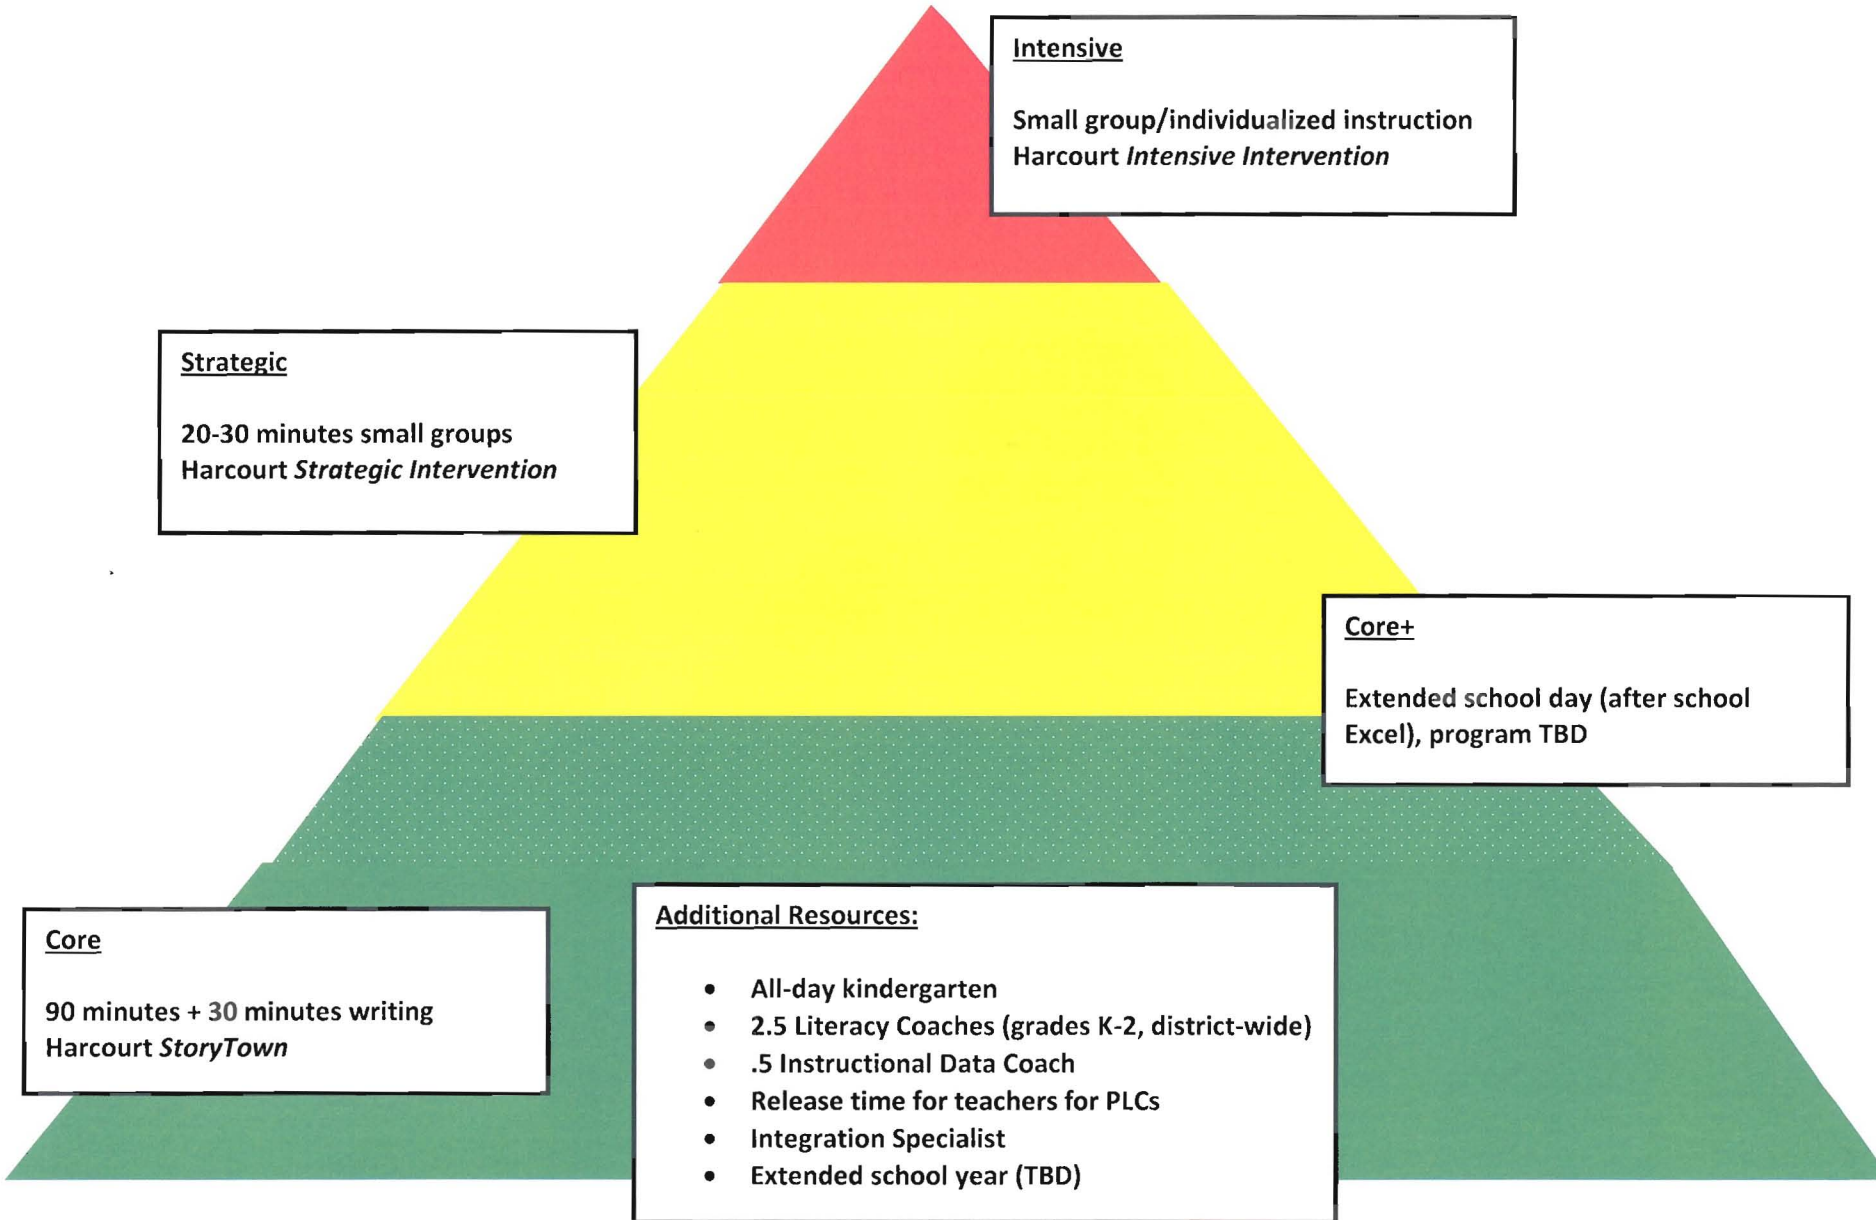 Intensive
Small group/individualized instruction
Harcourt Intensive Intervention
Strategic
20-30 minutes small groups
Harcourt Strategic Intervention
Core+
Extended school day (after school
Excel), program TBD
Core
90 minutes + 30 minutes writing
Harcourt StoryTown
Additional Resources:
• All-day kindergarten
• 2.5 Literacy Coaches (grades K-2, district-wide)
• .5 Instructional Data Coach
• Release time for teachers for PLCs
• Integration Specialist
• Extended school year (TBD)